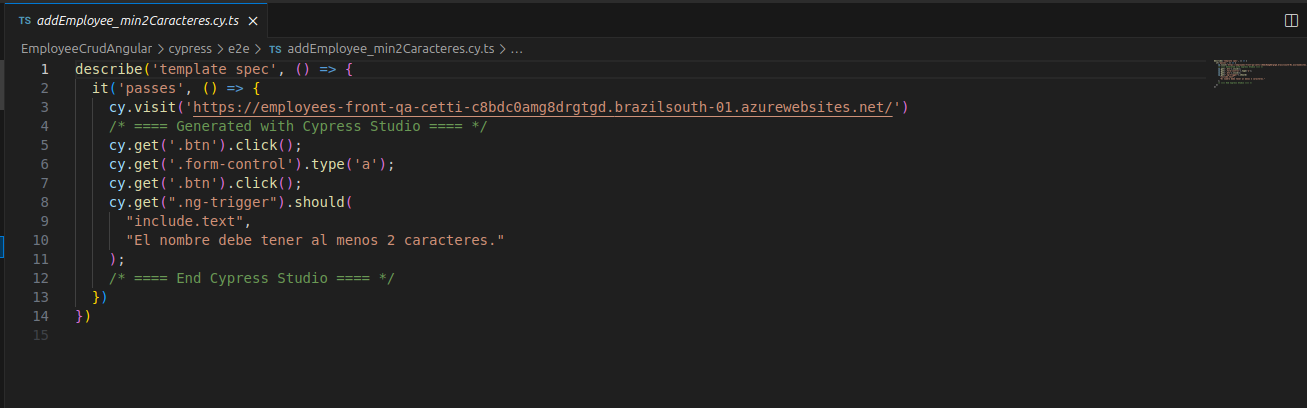 TS addEmployee_min2Caracteres.cy.ts ×
EmployeeCrudAngular > cypress > e2e > TS addEmployee_min2Caracteres.cy.ts > ...
1 describe('template spec', () => {
2 it('passes', () => {
3 cy.visit('https://employees-front-qa-cetti-c8bdc0amg8drgtgd.brazilsouth-01.azurewebsites.net/')
4 /* ==== Generated with Cypress Studio ==== */
5 cy.get('.btn').click();
6 cy.get('.form-control').type('a');
7 cy.get('.btn').click();
8 cy.get(".ng-trigger").should(
9 "include.text",
10 "El nombre debe tener al menos 2 caracteres."
11 );
12 /* ==== End Cypress Studio ==== */
13 })
14 })
15